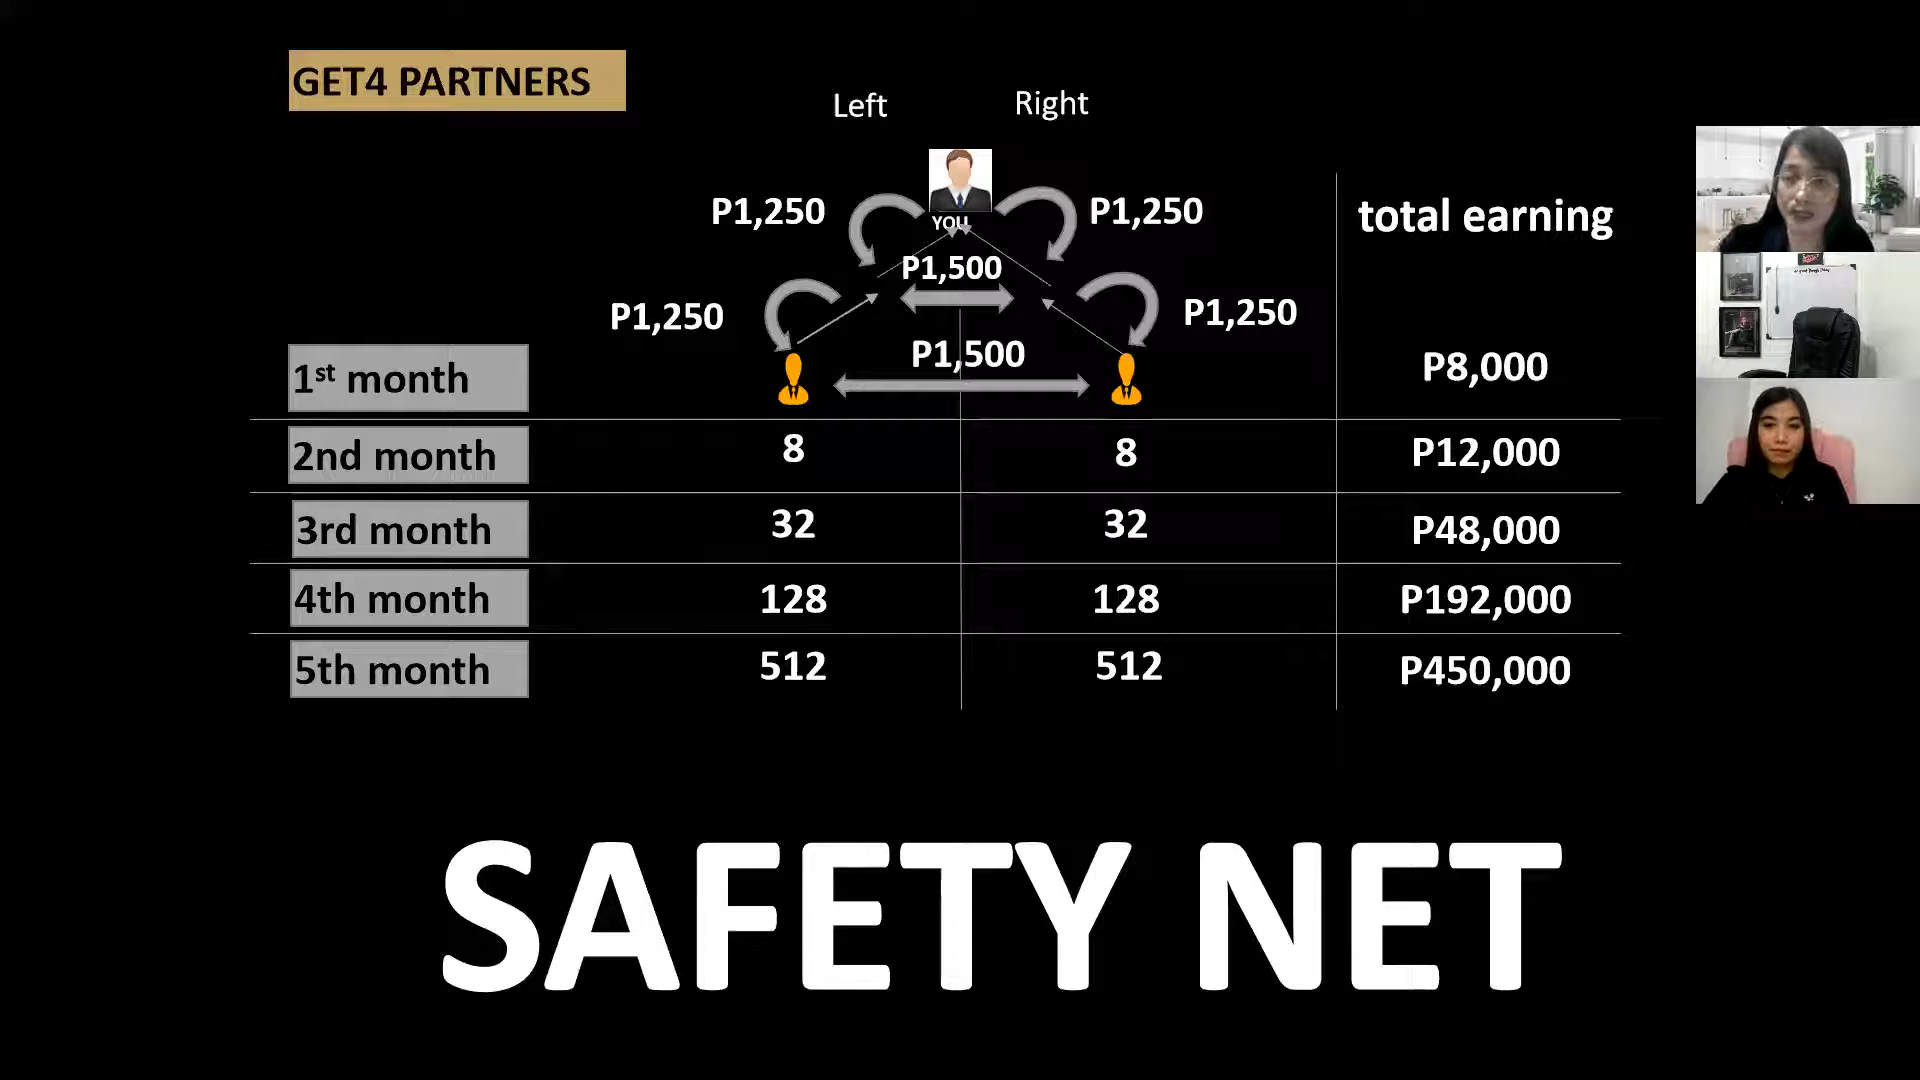 GET4 PARTNERS
Left
Right
P1,250
P1,250
YOU
total earning
P1,500
P1,250
P1,250
P1,500
1st month
P8,000
2nd month
8
8
P12,000
3rd month
32
32
P48,000
4th month
128
128
P192,000
5th month
512
512
P450,000
SAFETY NET